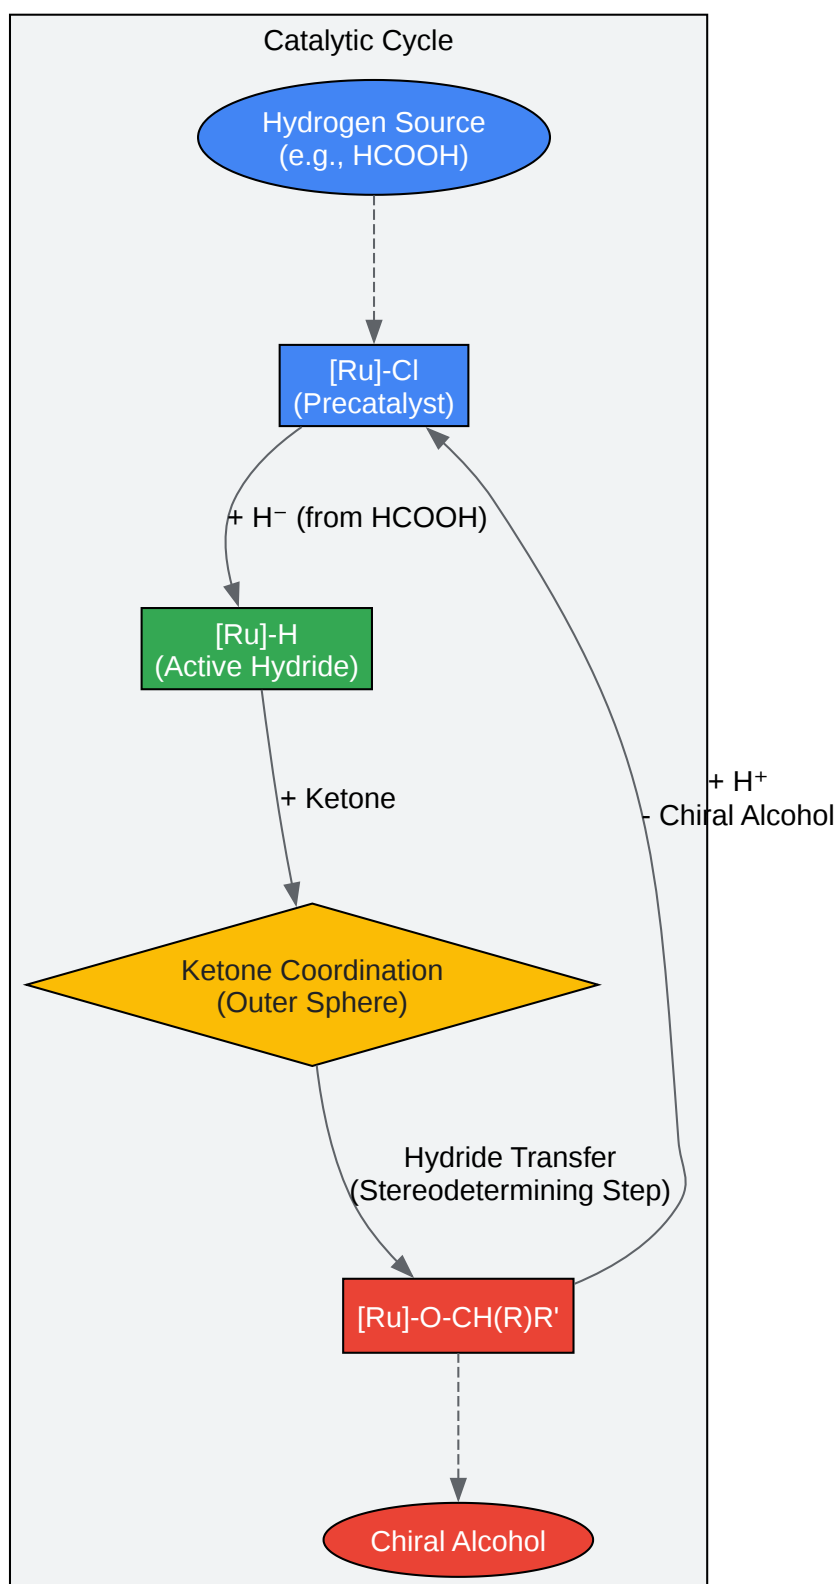 Catalytic Cycle
Hydrogen Source
(e.g., HCOOH)
[Ru]-Cl
(Precatalyst)
+ H⁻ (from HCOOH)
[Ru]-H
(Active Hydride)
+ H⁺
- Chiral Alcohol
+ Ketone
Ketone Coordination
(Outer Sphere)
Hydride Transfer
(Stereodetermining Step)
[Ru]-O-CH(R)R'
Chiral Alcohol